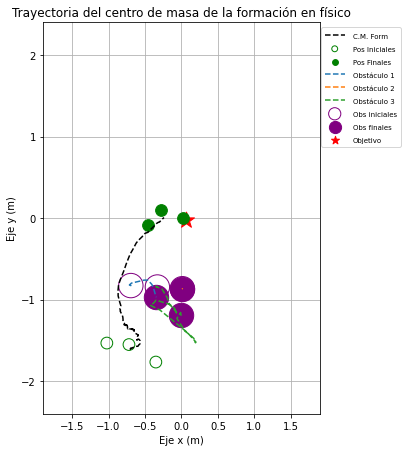 Trayectoria del centro de masa de la formación en físico
C.M. Form
Pos Iniciales
Pos Finales
Obstáculo 1
Obstáculo 2
Obstáculo 3
Obs iniciales
Obs finales
Objetivo
Eje y (m)
2
1
0
−1
−2
−1.5 −1.0 −0.5 0.0 0.5 1.0 1.5
Eje x (m)